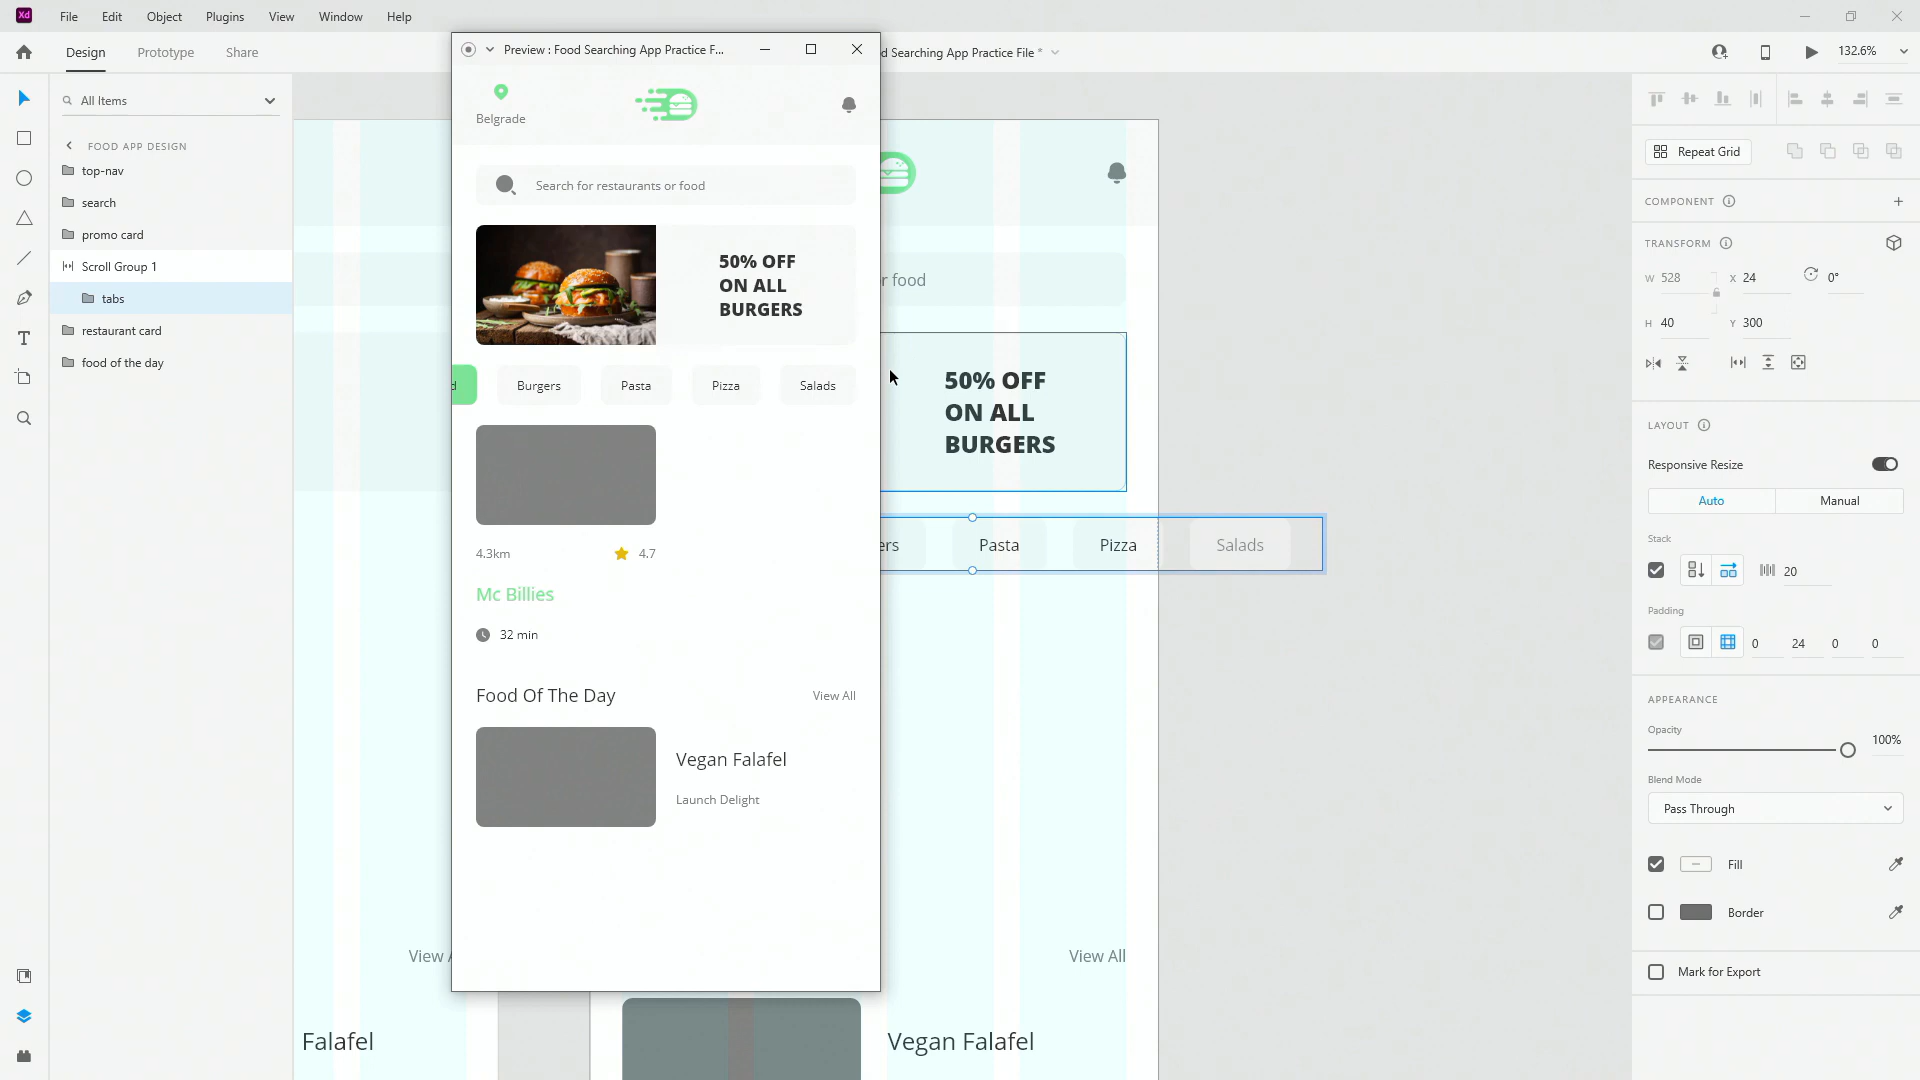 Xd
File
Edit
Object
Plugins
View
Window
Help
Design
Prototype
Share
Preview : Food Searching App Practice F...
d Searching App Practice File *
132.6%
All Items
FOOD APP DESIGN
top-nav
search
promo card
Scroll Group 1
tabs
restaurant card
food of the day
Belgrade
Search for restaurants or food
50% OFF
ON ALL
BURGERS
d
Burgers
Pasta
Pizza
Salads
4.3km
4.7
Mc Billies
32 min
Food Of The Day
View All
Vegan Falafel
Launch Delight
r food
50% OFF
ON ALL
BURGERS
ers
Pasta
Pizza
Salads
View A
View All
Falafel
Vegan Falafel
Repeat Grid
COMPONENT
TRANSFORM
W 528
X 24
0°
H 40
Y 300
LAYOUT
Responsive Resize
Auto
Manual
Stack
20
Padding
0
24
0
0
APPEARANCE
Opacity
100%
Blend Mode
Pass Through
Fill
Border
Mark for Export